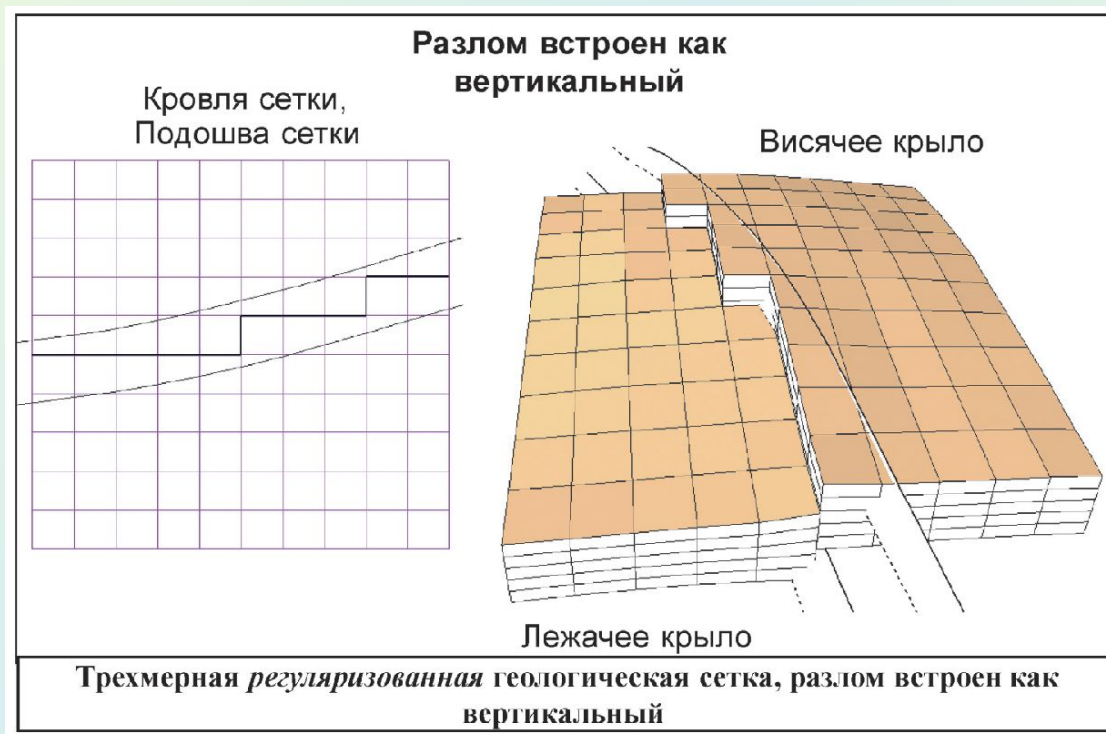 Разлом встроен как
вертикальный
Кровля сетки,
Подошва сетки
Висячее крыло
Лежачее крыло
Трехмерная регуляризованная геологическая сетка, разлом встроен как
вертикальный